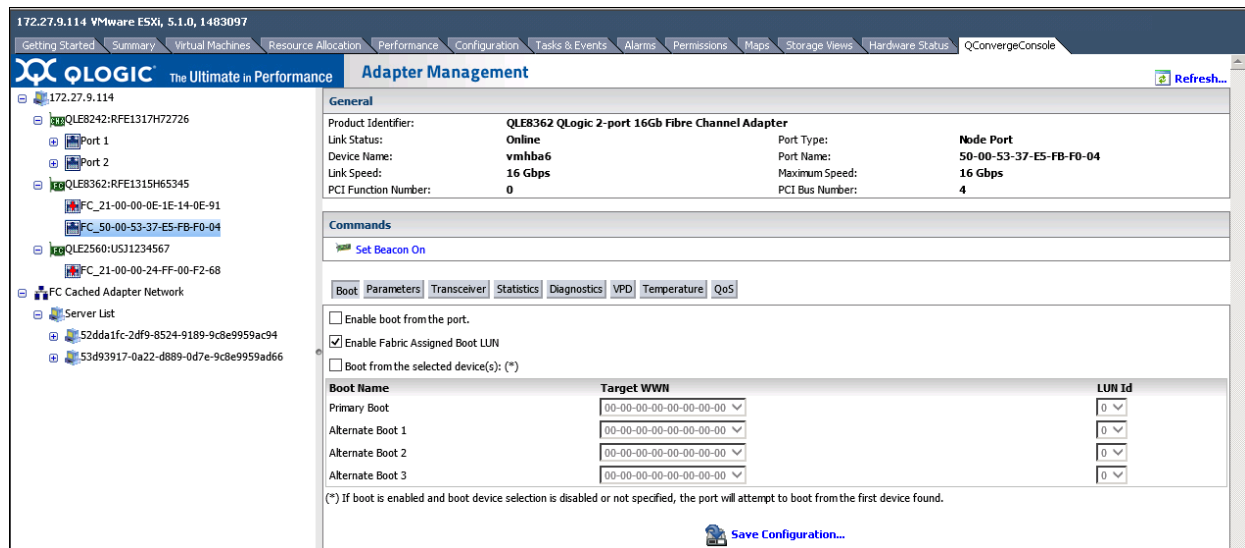 172.27.9.114 VMware ESXi, 5.1.0, 1483097
Getting Started Summary Virtual Machines Resource Allocation Performance Configuration Tasks & Events Alarms Permissions Maps Storage Views Hardware Status QConvergeConsole
QLOGIC The Ultimate in Performance
Adapter Management
Refresh...
172.27.9.114
QLE8242:RFE1317H72726
Port 1
Port 2
QLE8362:RFE1315H65345
FC_21-00-00-0E-1E-14-0E-91
FC_50-00-53-37-E5-FB-F0-04
QLE2560:USJ1234567
FC_21-00-00-24-FF-00-F2-68
FC Cached Adapter Network
Server List
52dda1fc-2df9-8524-9189-9c8e9959ac94
53d93917-0a22-d889-0d7e-9c8e9959ad66
General
Product Identifier: QLE8362 QLogic 2-port 16Gb Fibre Channel Adapter
Link Status: Online Port Type: Node Port
Device Name: vmhba6 Port Name: 50-00-53-37-E5-FB-F0-04
Link Speed: 16 Gbps Maximum Speed: 16 Gbps
PCI Function Number: 0 PCI Bus Number: 4
Commands
Set Beacon On
Boot Parameters Transceiver Statistics Diagnostics VPD Temperature QoS
Enable boot from the port.
Enable Fabric Assigned Boot LUN
Boot from the selected device(s): (*)
Boot Name Target WWN LUN Id
Primary Boot 00-00-00-00-00-00-00-00 0
Alternate Boot 1 00-00-00-00-00-00-00-00 0
Alternate Boot 2 00-00-00-00-00-00-00-00 0
Alternate Boot 3 00-00-00-00-00-00-00-00 0
(*) If boot is enabled and boot device selection is disabled or not specified, the port will attempt to boot from the first device found.
Save Configuration...